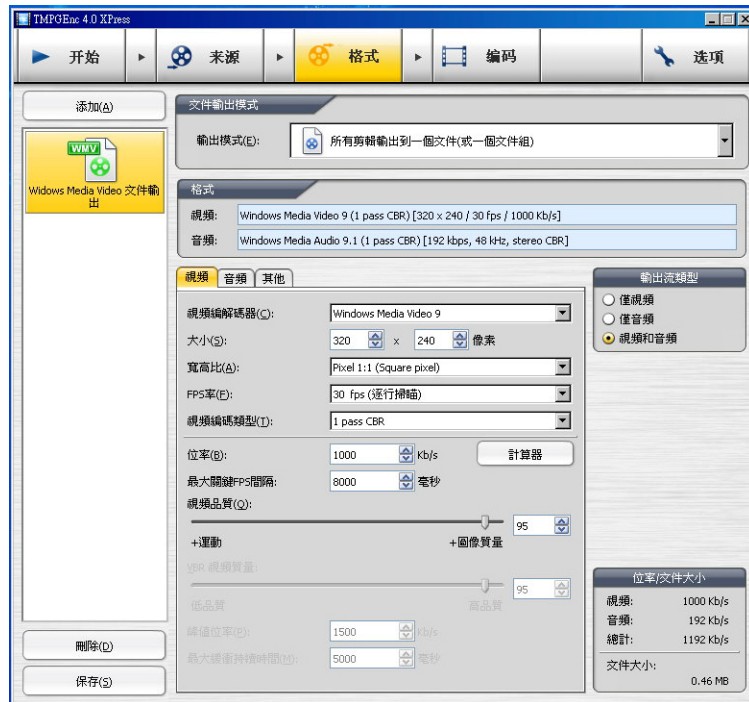 TMPGEnc 4.0 XPress
开始
来源
格式
编码
选项
添加(A)
WMV
Widows Media Video 文件輸
出
刪除(D)
保存(S)
文件輸出模式
輸出模式(E):
所有剪輯輸出到一個文件(或一個文件組)
格式
視頻: Windows Media Video 9 (1 pass CBR) [320 x 240 / 30 fps / 1000 Kb/s]
音頻: Windows Media Audio 9.1 (1 pass CBR) [192 kbps, 48 kHz, stereo CBR]
視頻 音頻 其他
視頻編解碼器(C): Windows Media Video 9
大小(S): 320 x 240 像素
寬高比(A): Pixel 1:1 (Square pixel)
FPS率(F): 30 fps (逐行掃瞄)
視頻編碼類型(T): 1 pass CBR
位率(B): 1000 Kb/s 計算器
最大關鍵FPS間隔: 8000 毫秒
視頻品質(Q):
95
+運動 +圖像質量
VBR 視頻質量:
95
低品質 高品質
峰值位率(P): 1500 Kb/s
最大緩衝持續時間(M): 5000 毫秒
輸出流類型
僅視頻
僅音頻
視頻和音頻
位率/文件大小
視頻: 1000 Kb/s
音頻: 192 Kb/s
總計: 1192 Kb/s
文件大小:
0.46 MB